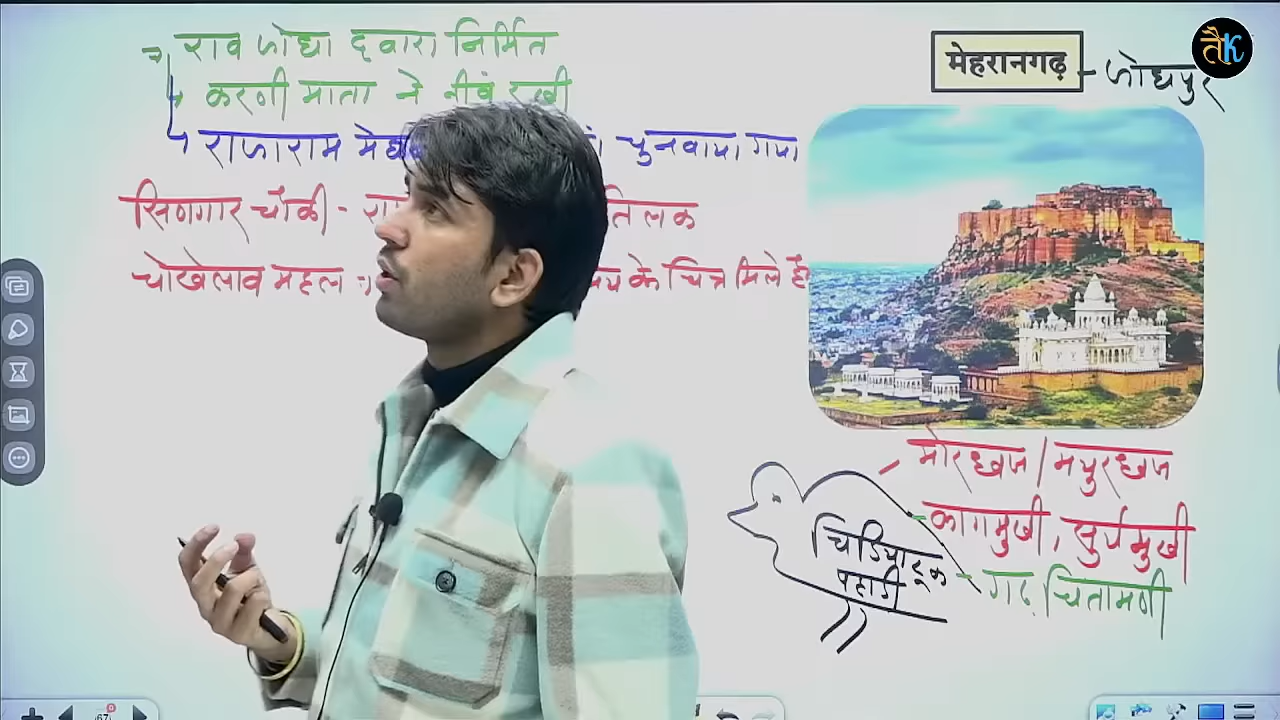 राव जोधा द्वारा निर्मित
करणी माता ने नीवं रखी
राजाराम चुनवाया गया
सिणगार चौकी - तिलक
चोखेलाव महल के चित्र मिले है
मेहरानगढ़ - जोधपुर
तैK
मोरध्वज / मयुरध्वज
कागमुखी, सुर्यमुखी
गढ़ चितामणी
चिडियाटूक
पहाडी
67